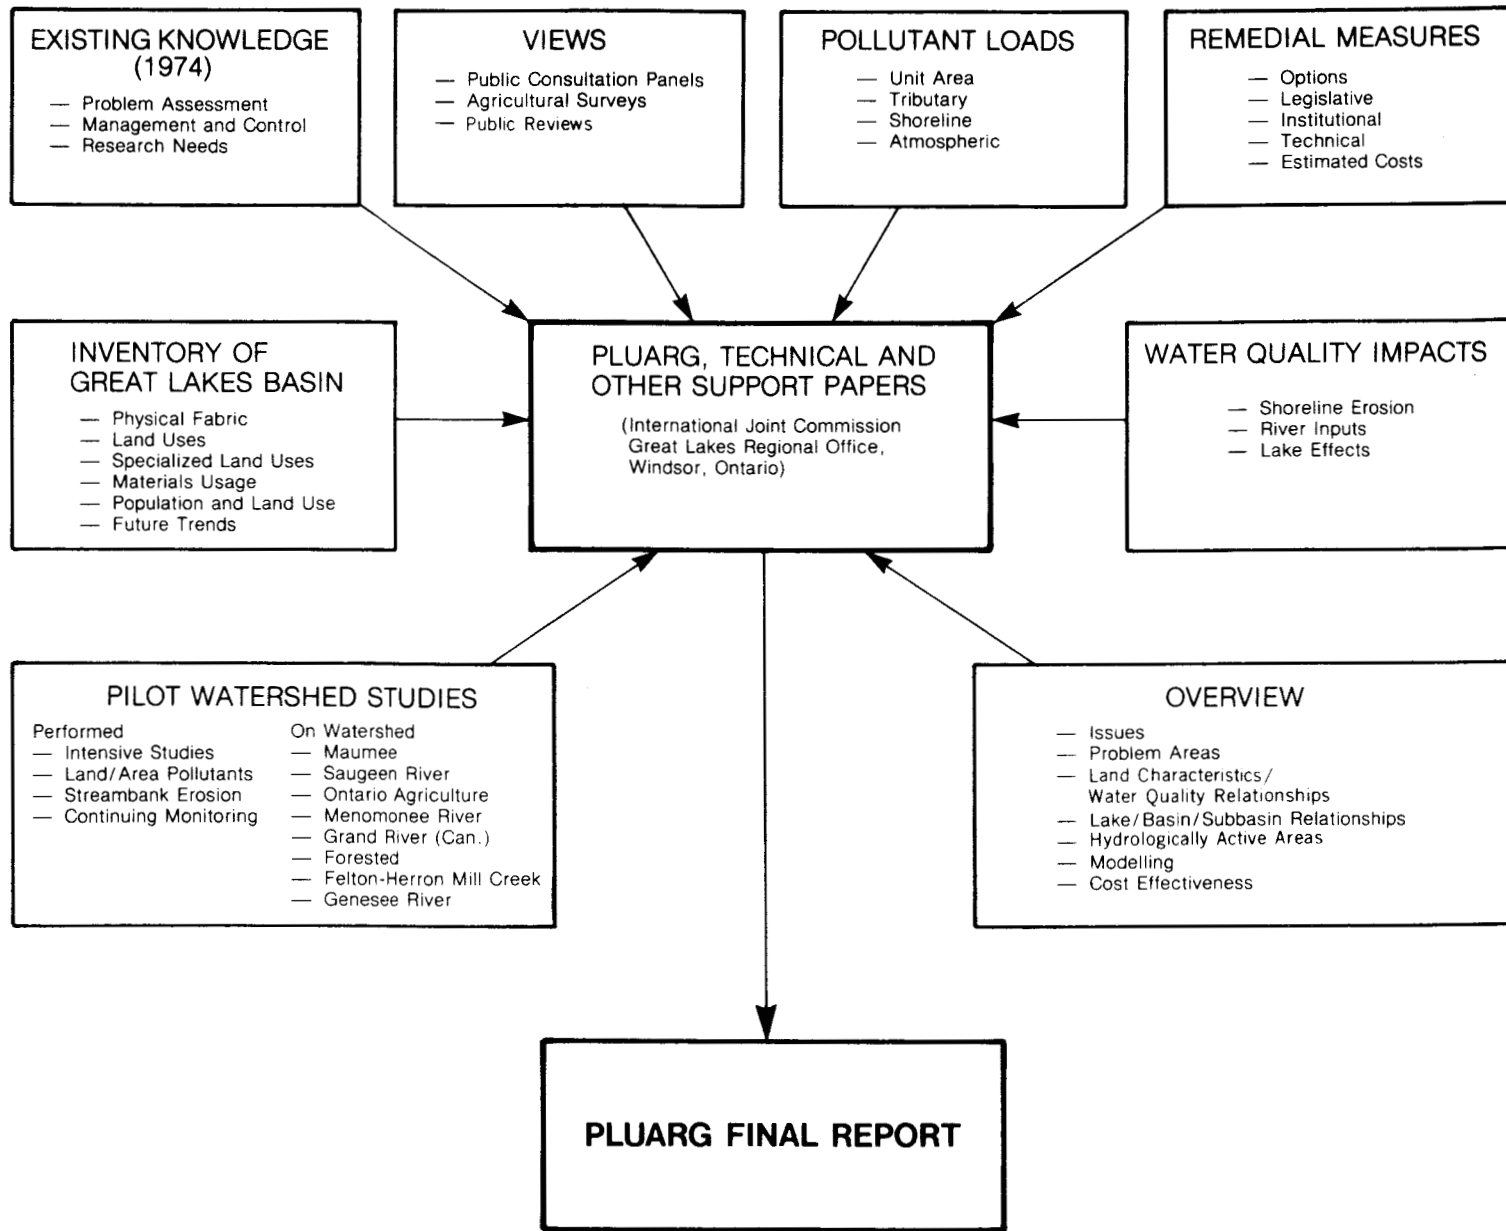 EXISTING KNOWLEDGE
(1974)
— Problem Assessment
— Management and Control
— Research Needs
VIEWS
— Public Consultation Panels
— Agricultural Surveys
— Public Reviews
POLLUTANT LOADS
— Unit Area
— Tributary
— Shoreline
— Atmospheric
REMEDIAL MEASURES
— Options
— Legislative
— Institutional
— Technical
— Estimated Costs
INVENTORY OF
GREAT LAKES BASIN
— Physical Fabric
— Land Uses
— Specialized Land Uses
— Materials Usage
— Population and Land Use
— Future Trends
PLUARG, TECHNICAL AND
OTHER SUPPORT PAPERS
(International Joint Commission
Great Lakes Regional Office,
Windsor, Ontario)
WATER QUALITY IMPACTS
— Shoreline Erosion
— River Inputs
— Lake Effects
PILOT WATERSHED STUDIES
Performed
— Intensive Studies
— Land/Area Pollutants
— Streambank Erosion
— Continuing Monitoring
On Watershed
— Maumee
— Saugeen River
— Ontario Agriculture
— Menomonee River
— Grand River (Can.)
— Forested
— Felton-Herron Mill Creek
— Genesee River
OVERVIEW
— Issues
— Problem Areas
— Land Characteristics/
Water Quality Relationships
— Lake/Basin/Subbasin Relationships
— Hydrologically Active Areas
— Modelling
— Cost Effectiveness
PLUARG FINAL REPORT